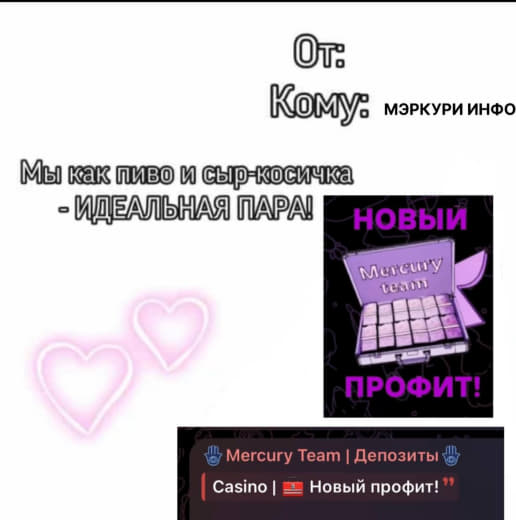 От:
Кому: МЭРКУРИ ИНФО
Мы как пиво и сыр-косичка
- ИДЕАЛЬНАЯ ПАРА!
НОВЫЙ
Mercury
team
ПРОФИТ!
Mercury Team | Депозиты
Casino | Новый профит! ”